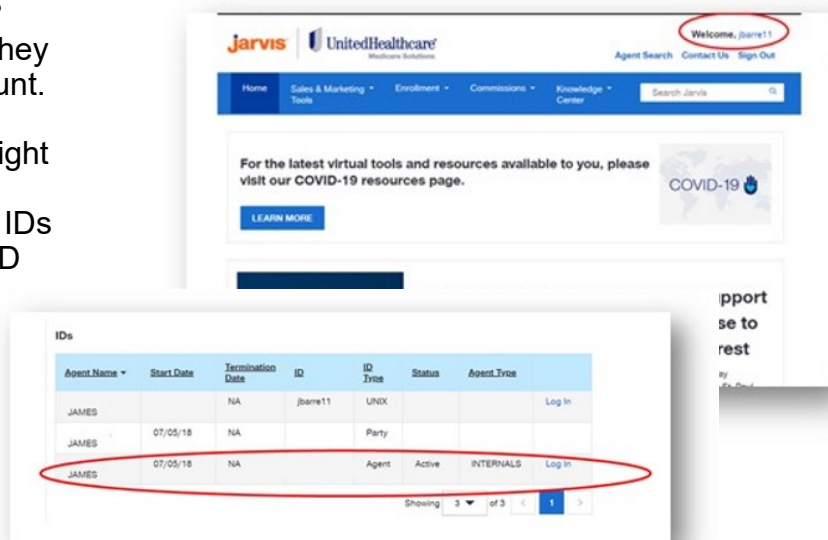 hey
unt.
ight
IDs
D
jarvis
UnitedHealthcare
Medicare Solutions
Welcome, jbarre11
Agent Search Contact Us Sign Out
Home Sales & Marketing Tools Enrollment Commissions Knowledge Center Search Jarvis
For the latest virtual tools and resources available to you, please
visit our COVID-19 resources page.
COVID-19
LEARN MORE
pport
se to
rest
ay
St. Paul
IDs
Agent Name Start Date Termination Date ID ID Type Status Agent Type
JAMES NA jbarre11 UNIX Log In
JAMES 07/05/18 NA Party
JAMES 07/05/18 NA Agent Active INTERNALS Log In
Showing 3 of 3 < 1 >